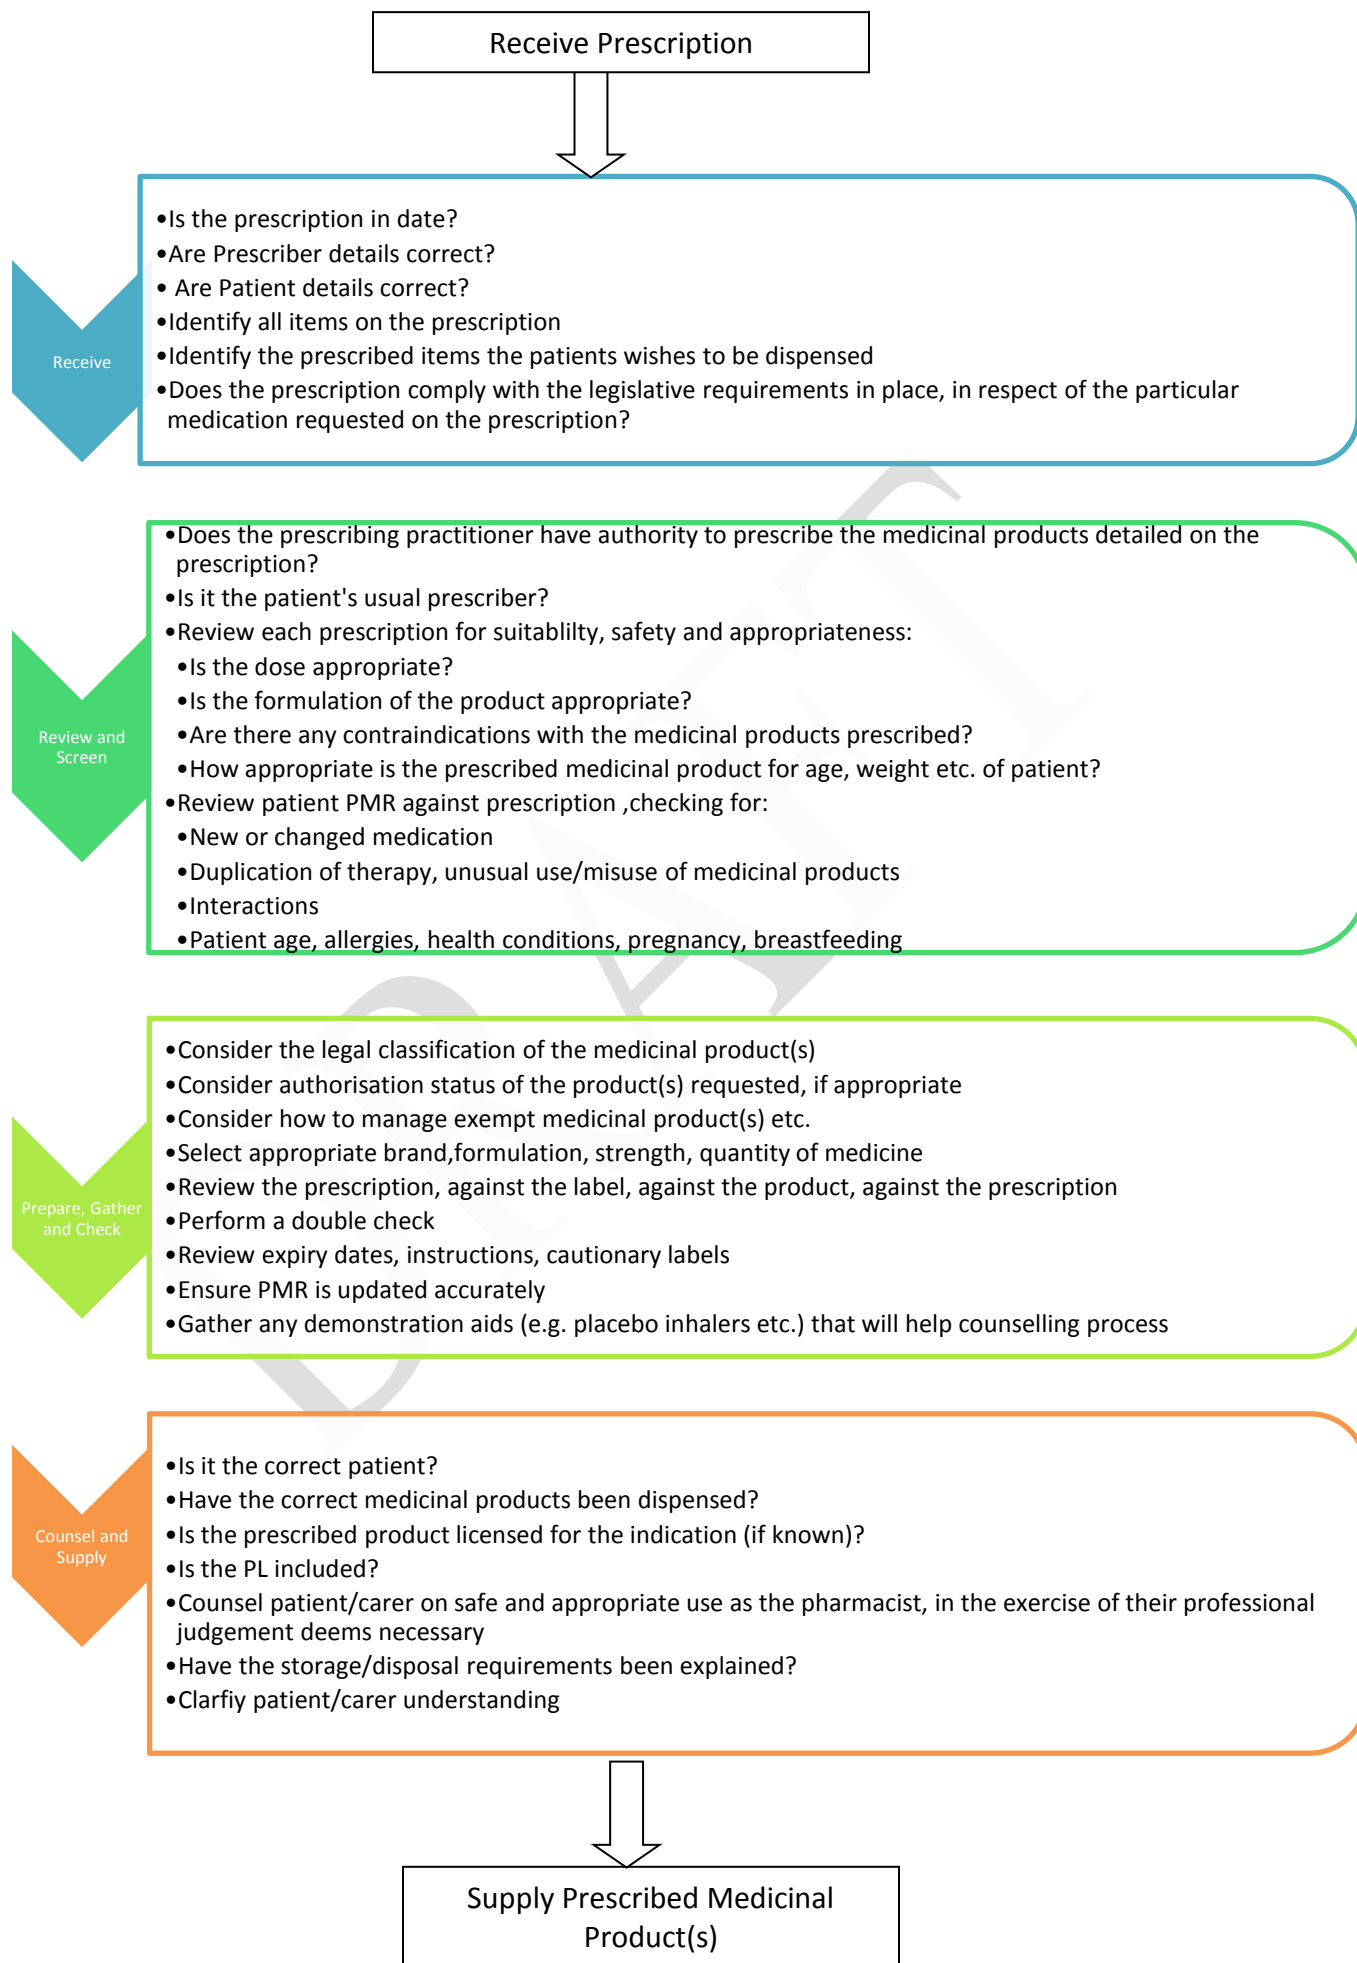 Receive Prescription
•Is the prescription in date?
•Are Prescriber details correct?
• Are Patient details correct?
•Identify all items on the prescription
•Identify the prescribed items the patients wishes to be dispensed
•Does the prescription comply with the legislative requirements in place, in respect of the particular
medication requested on the prescription?
Receive
•Does the prescribing practitioner have authority to prescribe the medicinal products detailed on the
prescription?
•Is it the patient's usual prescriber?
•Review each prescription for suitablilty, safety and appropriateness:
•Is the dose appropriate?
•Is the formulation of the product appropriate?
•Are there any contraindications with the medicinal products prescribed?
•How appropriate is the prescribed medicinal product for age, weight etc. of patient?
•Review patient PMR against prescription ,checking for:
•New or changed medication
•Duplication of therapy, unusual use/misuse of medicinal products
•Interactions
•Patient age, allergies, health conditions, pregnancy, breastfeeding
Review and
Screen
•Consider the legal classification of the medicinal product(s)
•Consider authorisation status of the product(s) requested, if appropriate
•Consider how to manage exempt medicinal product(s) etc.
•Select appropriate brand,formulation, strength, quantity of medicine
•Review the prescription, against the label, against the product, against the prescription
•Perform a double check
•Review expiry dates, instructions, cautionary labels
•Ensure PMR is updated accurately
•Gather any demonstration aids (e.g. placebo inhalers etc.) that will help counselling process
Prepare, Gather
and Check
•Is it the correct patient?
•Have the correct medicinal products been dispensed?
•Is the prescribed product licensed for the indication (if known)?
•Is the PL included?
•Counsel patient/carer on safe and appropriate use as the pharmacist, in the exercise of their professional
judgement deems necessary
•Have the storage/disposal requirements been explained?
•Clarfiy patient/carer understanding
Counsel and
Supply
Supply Prescribed Medicinal
Product(s)
DRAFT